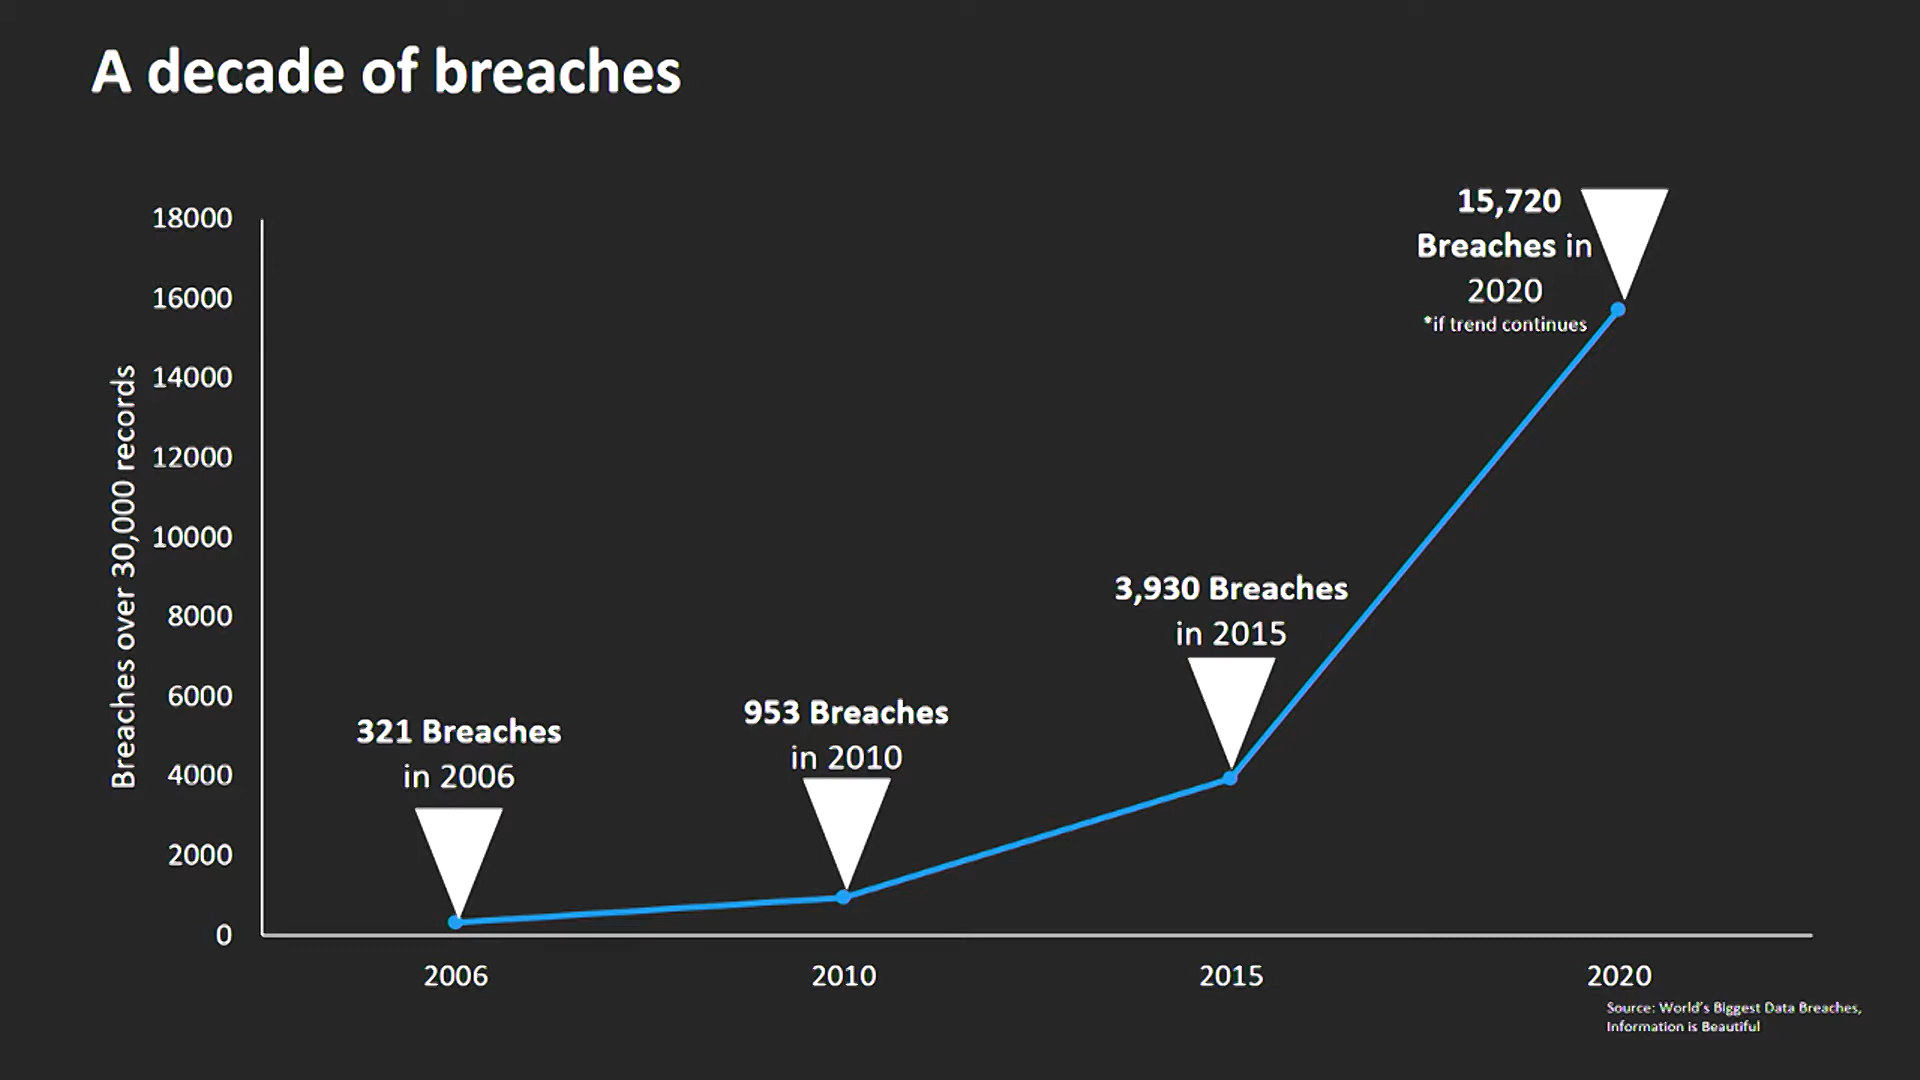 A decade of breaches
18000
16000
14000
12000
10000
8000
6000
4000
2000
0
Breaches over 30,000 records
321 Breaches
in 2006
953 Breaches
in 2010
3,930 Breaches
in 2015
15,720
Breaches in
2020
*if trend continues
2006
2010
2015
2020
Source: World's Biggest Data Breaches,
Information is Beautiful